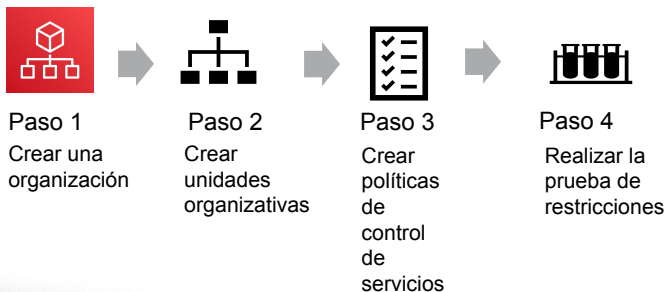 Paso 1
Crear una
organización
Paso 2
Crear
unidades
organizativas
Paso 3
Crear
políticas
de
control
de
servicios
Paso 4
Realizar la
prueba de
restricciones